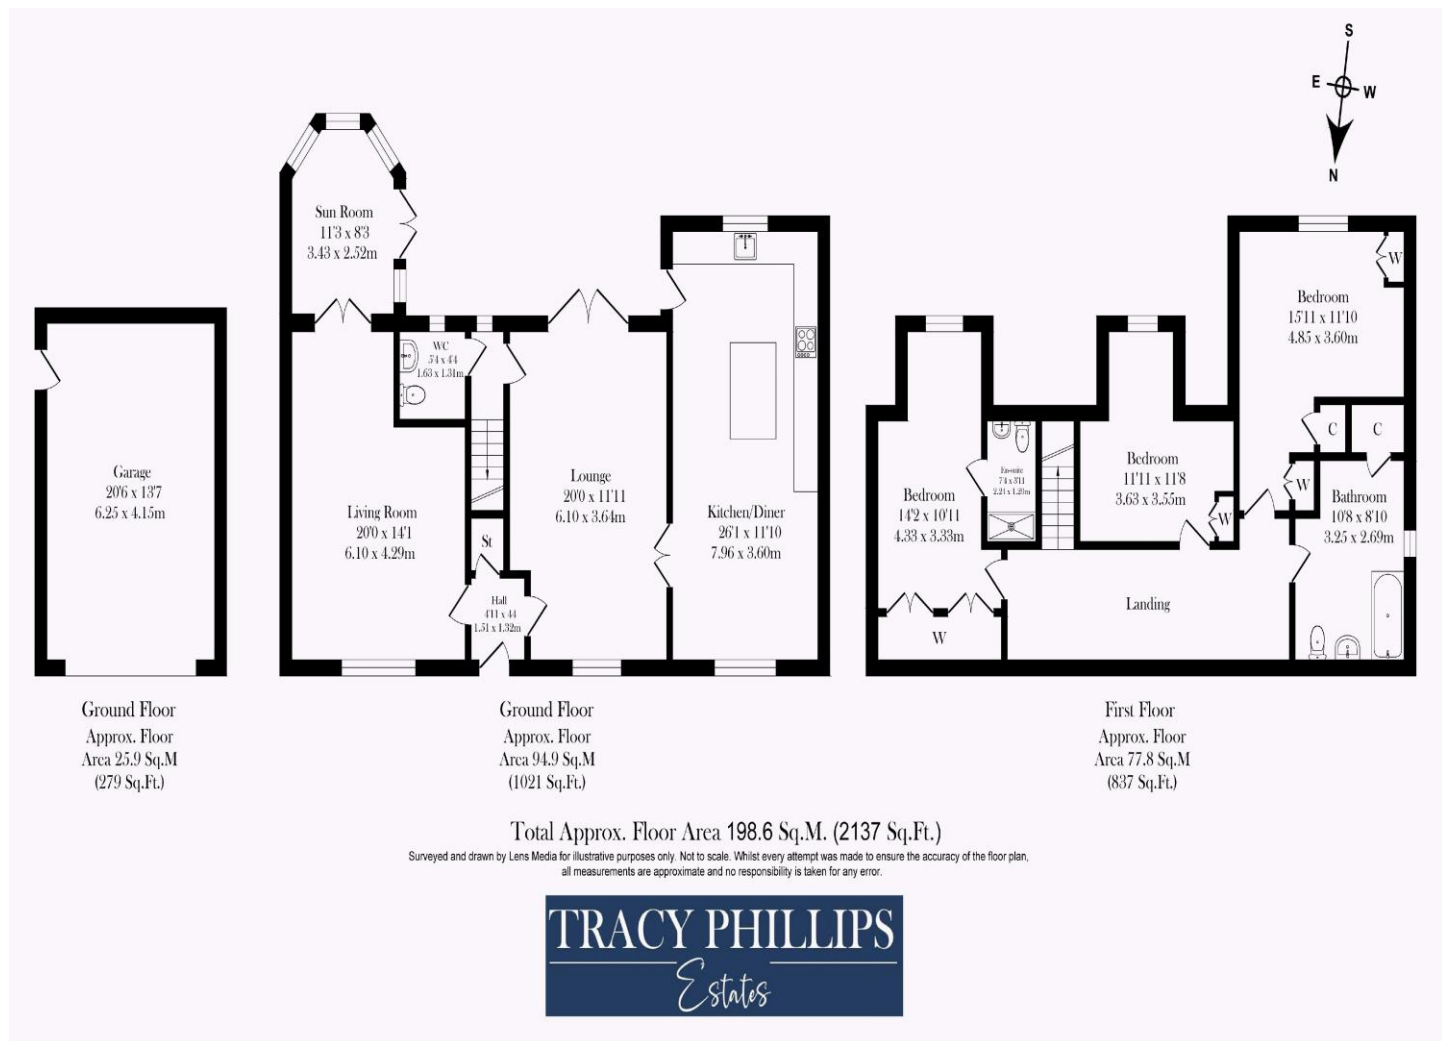 S
E
W
N
Sun Room
11'3 x 8'3
3.43 x 2.52m
WC
5'4 x 4'4
1.63 x 1.31m
Garage
20'6 x 13'7
6.25 x 4.15m
Living Room
20'0 x 14'1
6.10 x 4.29m
St
Hall
4'11 x 4'4
1.51 x 1.32m
Lounge
20'0 x 11'11
6.10 x 3.64m
Kitchen/Diner
26'1 x 11'10
7.96 x 3.60m
Bedroom
14'2 x 10'11
4.33 x 3.33m
W
En-suite
7'4 x 3'11
2.24 x 1.20m
Bedroom
11'11 x 11'8
3.63 x 3.55m
W
Bedroom
15'11 x 11'10
4.85 x 3.60m
W
C
C
W
Bathroom
10'8 x 8'10
3.25 x 2.69m
Landing
Ground Floor
Approx. Floor
Area 25.9 Sq.M
(279 Sq.Ft.)
Ground Floor
Approx. Floor
Area 94.9 Sq.M
(1021 Sq.Ft.)
First Floor
Approx. Floor
Area 77.8 Sq.M
(837 Sq.Ft.)
Total Approx. Floor Area 198.6 Sq.M. (2137 Sq.Ft.)
Surveyed and drawn by Lens Media for illustrative purposes only. Not to scale. Whilst every attempt was made to ensure the accuracy of the floor plan,
all measurements are approximate and no responsibility is taken for any error.
TRACY PHILLIPS
Estates